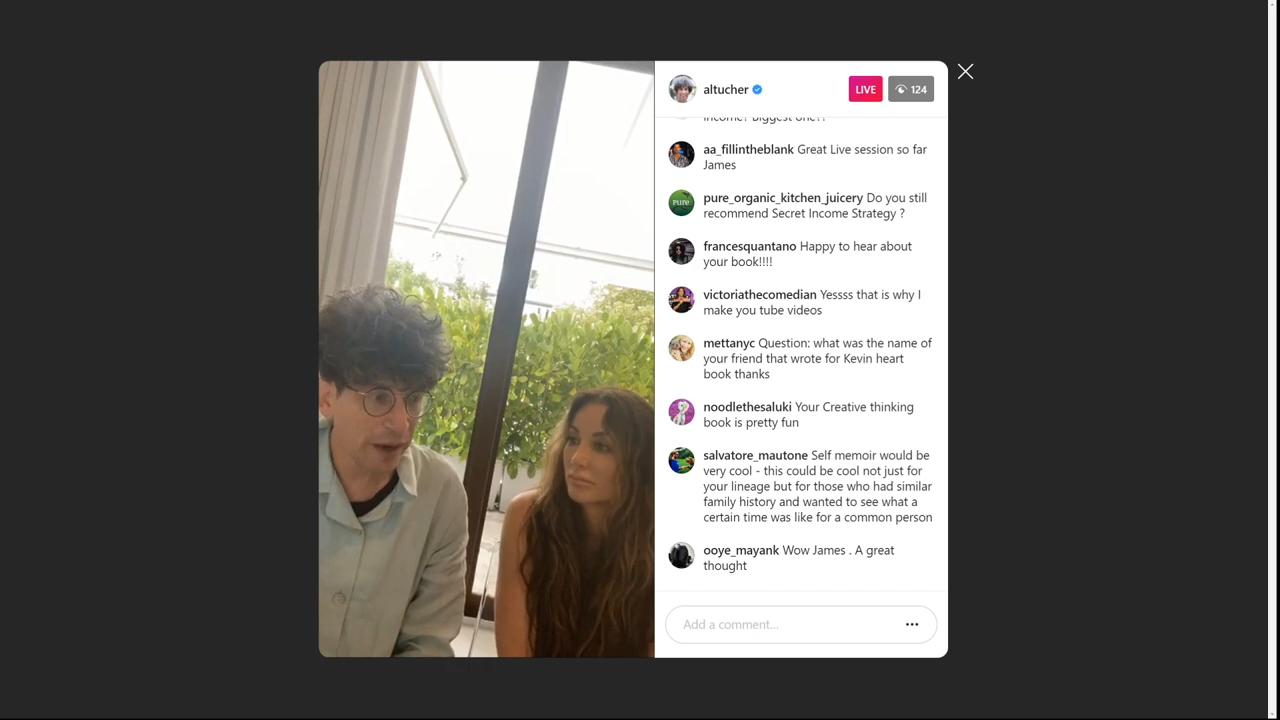 altucher
LIVE
124
income? Biggest one??
aa_fillintheblank Great Live session so far
James
pure
pure_organic_kitchen_juicery Do you still
recommend Secret Income Strategy ?
francesquantano Happy to hear about
your book!!!!
victoriathecomedian Yessss that is why I
make you tube videos
mettanyc Question: what was the name of
your friend that wrote for Kevin heart
book thanks
noodlethesaluki Your Creative thinking
book is pretty fun
salvatore_mautone Self memoir would be
very cool - this could be cool not just for
your lineage but for those who had similar
family history and wanted to see what a
certain time was like for a common person
ooye_mayank Wow James . A great
thought
Add a comment...